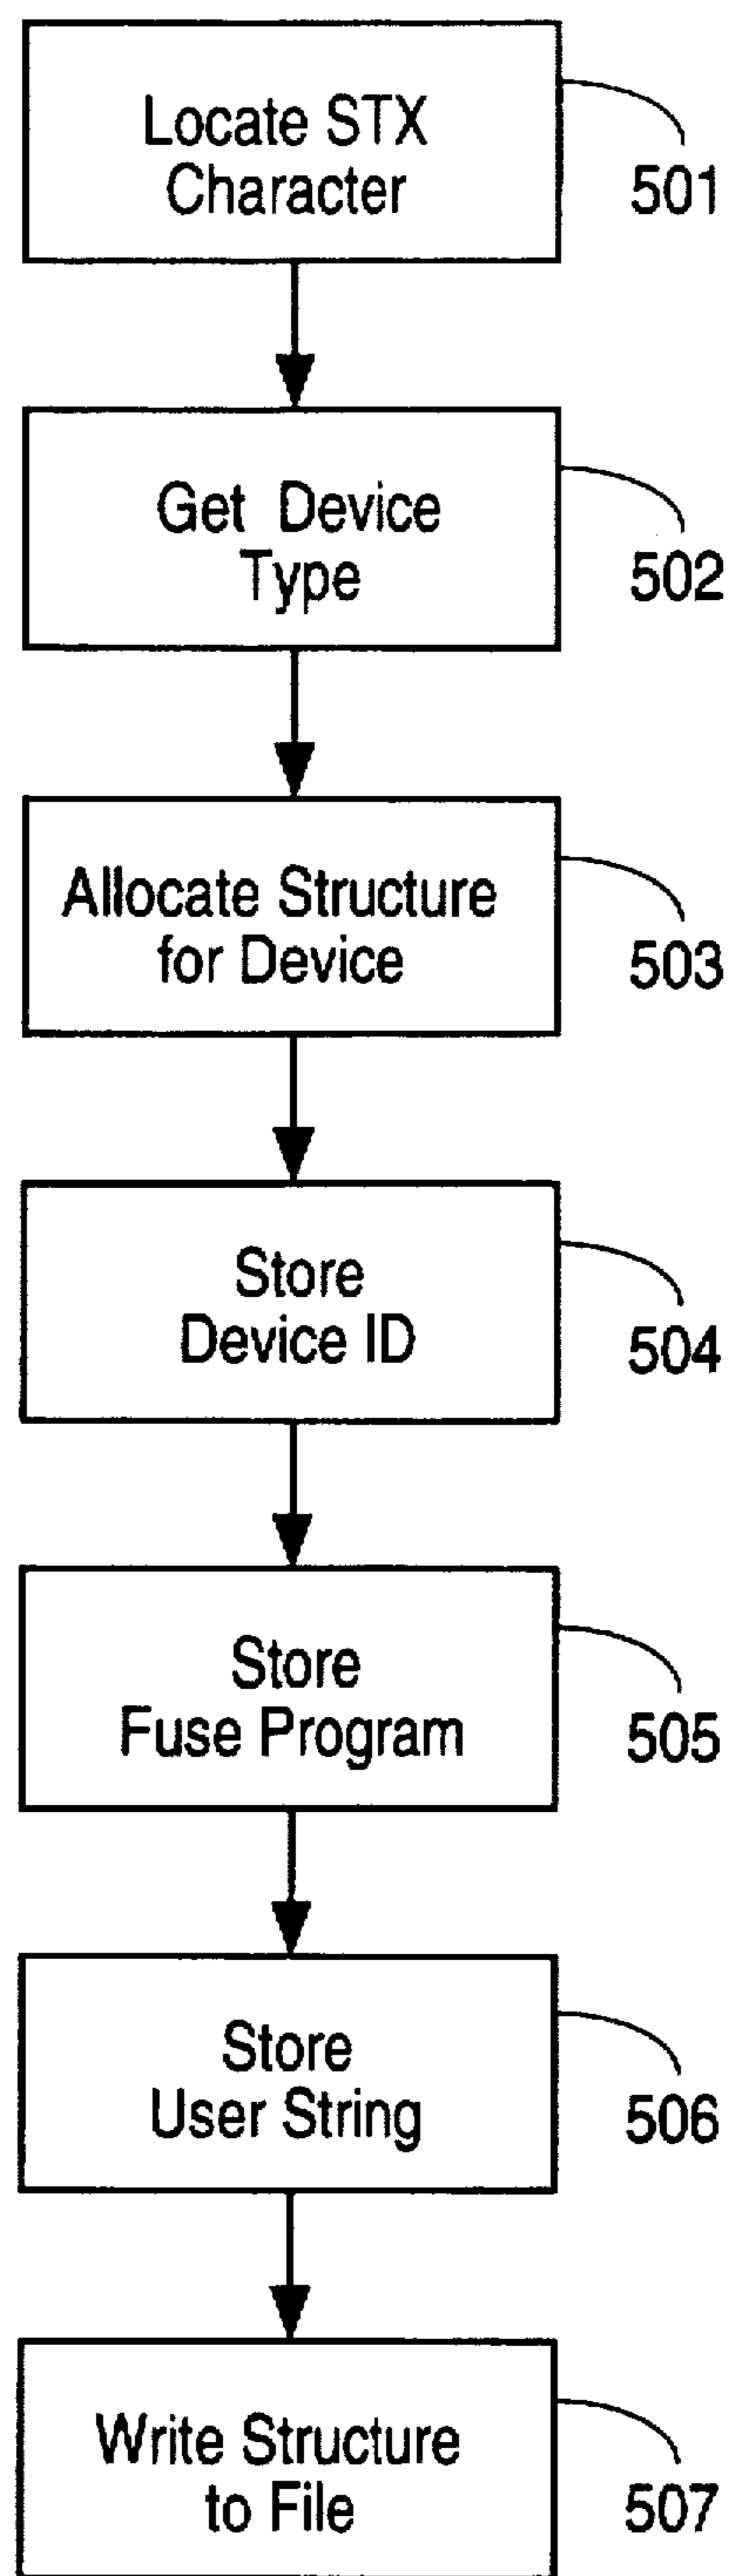 Locate STX
Character
501
Get Device
Type
502
Allocate Structure
for Device
503
Store
Device ID
504
Store
Fuse Program
505
Store
User String
506
Write Structure
to File
507